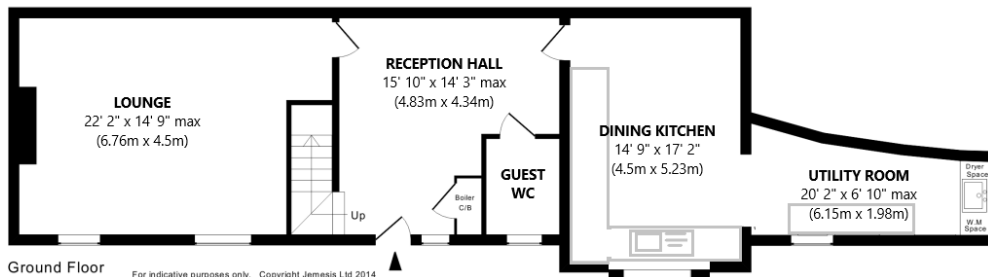 LOUNGE
22' 2" x 14' 9" max
(6.76m x 4.5m)
RECEPTION HALL
15' 10" x 14' 3" max
(4.83m x 4.34m)
DINING KITCHEN
14' 9" x 17' 2"
(4.5m x 5.23m)
GUEST
WC
Boiler
C/B
Up
UTILITY ROOM
20' 2" x 6' 10" max
(6.15m x 1.98m)
Dryer
Space
W.M
Space
Ground Floor
For indicative purposes only. Copyright Jemesis Ltd 2014